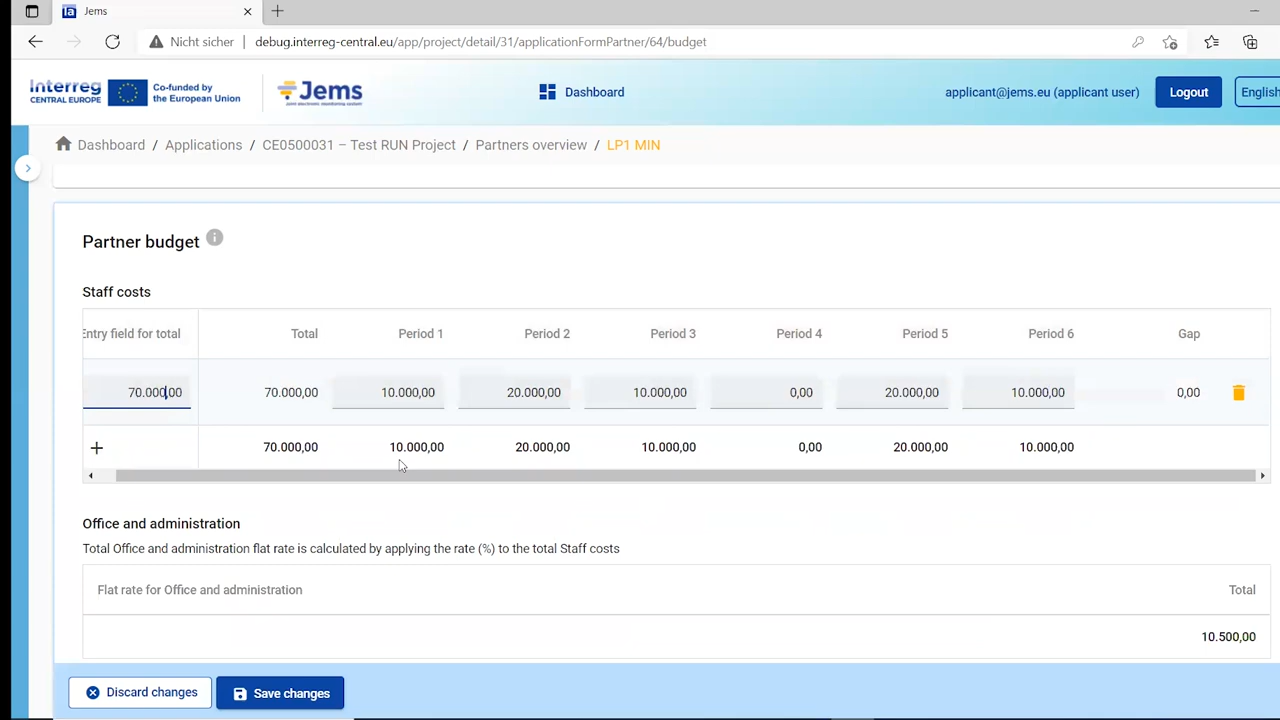 Jems
Nicht sicher
debug.interreg-central.eu/app/project/detail/31/applicationFormPartner/64/budget
Interreg
CENTRAL EUROPE
Co-funded by
the European Union
Jems
Joint electronic monitoring system
Dashboard
applicant@jems.eu (applicant user)
Logout
English
Dashboard / Applications / CE0500031 – Test RUN Project / Partners overview / LP1 MIN
Partner budget
Staff costs
Entry field for total Total Period 1 Period 2 Period 3 Period 4 Period 5 Period 6 Gap
70.000,00 70.000,00 10.000,00 20.000,00 10.000,00 0,00 20.000,00 10.000,00 0,00
+ 70.000,00 10.000,00 20.000,00 10.000,00 0,00 20.000,00 10.000,00
Office and administration
Total Office and administration flat rate is calculated by applying the rate (%) to the total Staff costs
Flat rate for Office and administration Total
10.500,00
Discard changes
Save changes